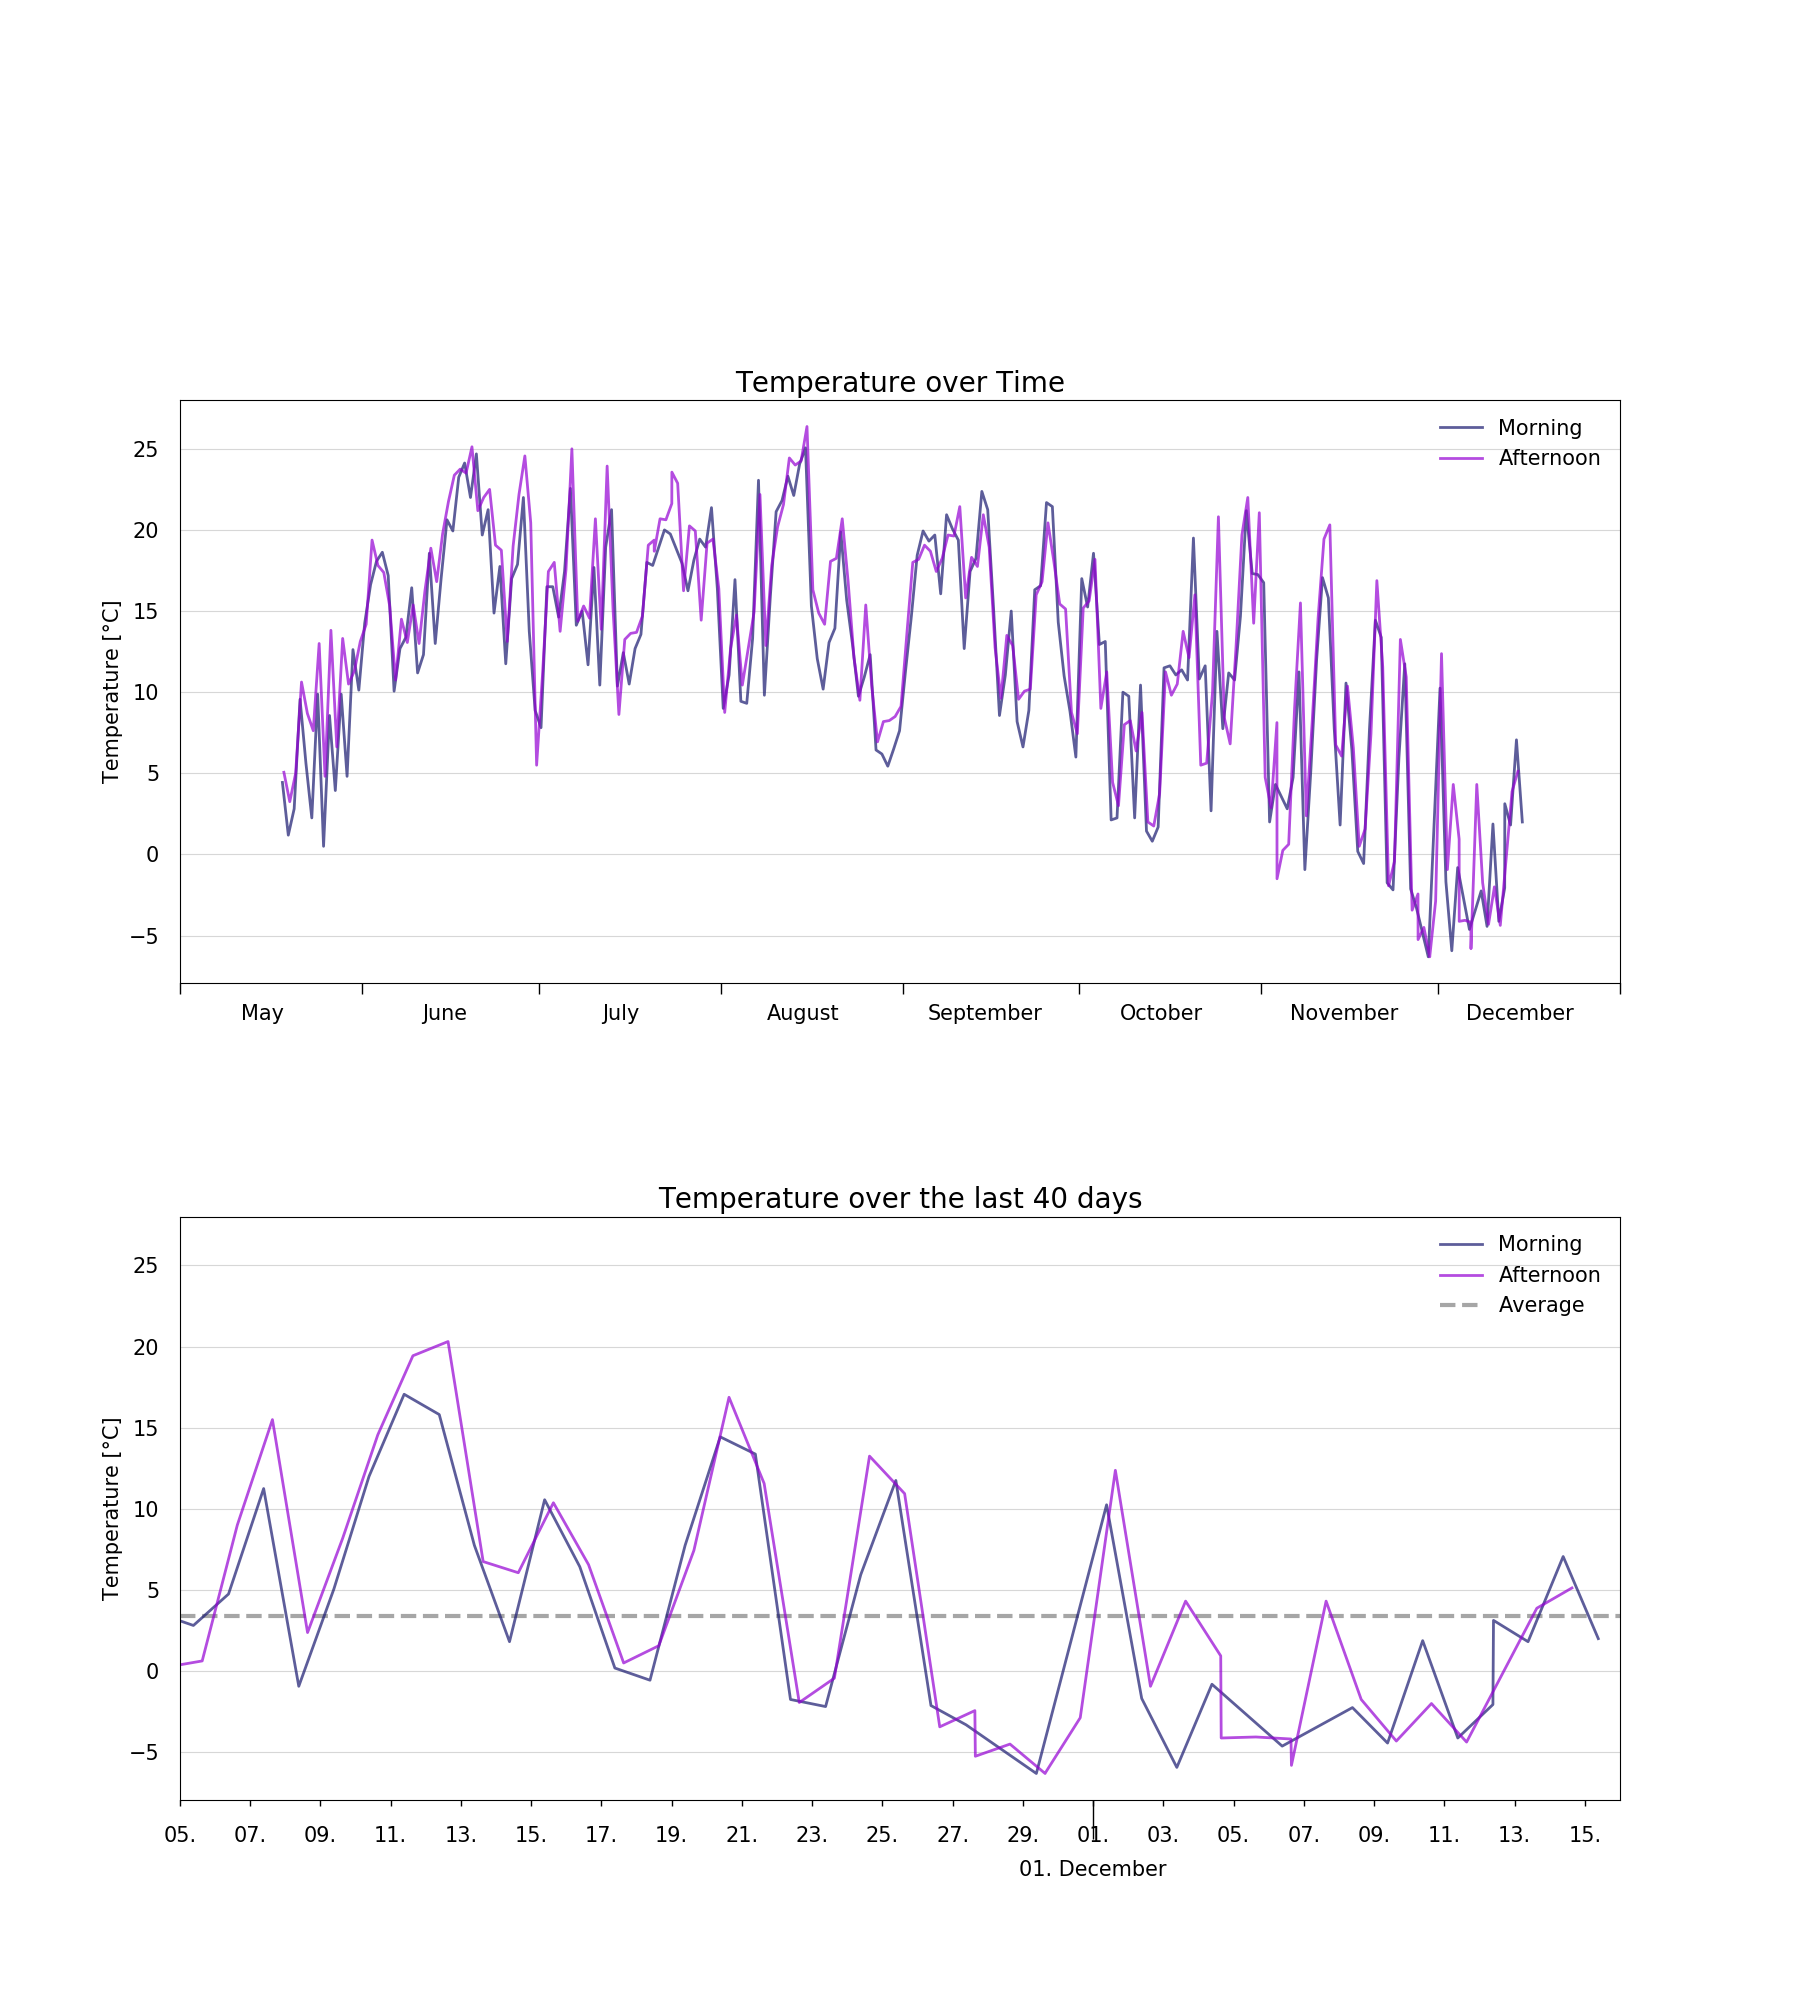 Temperature over Time
Morning
Afternoon
Temperature [°C]
25
20
15
10
5
0
−5
May June July August September October November December
Temperature over the last 40 days
Morning
Afternoon
Average
Temperature [°C]
25
20
15
10
5
0
−5
05. 07. 09. 11. 13. 15. 17. 19. 21. 23. 25. 27. 29. 01. 03. 05. 07. 09. 11. 13. 15.
01. December